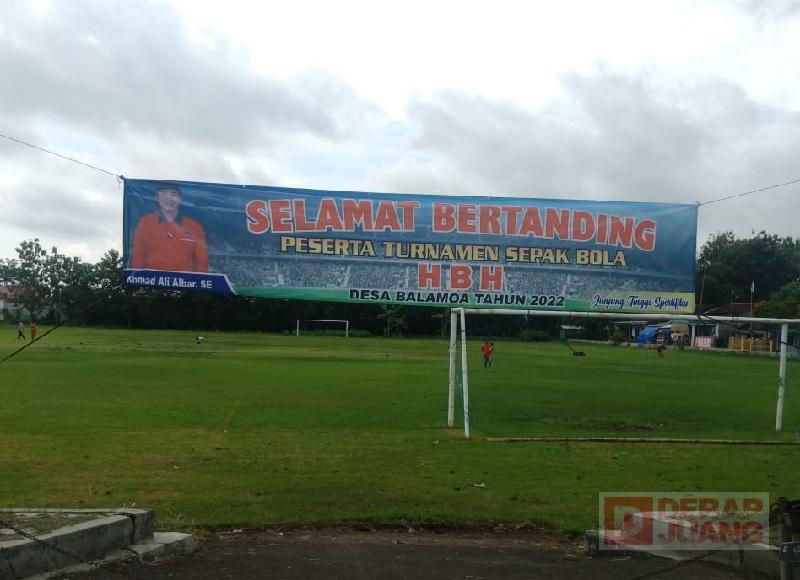 SELAMAT BERTANDING
PESERTA TURNAMEN SEPAK BOLA
HBH
DESA BALAMOA TAHUN 2022
Ahmad Ali Albar. SE
Junjung Tinggi Sportifitas
DEBAR
JUANG